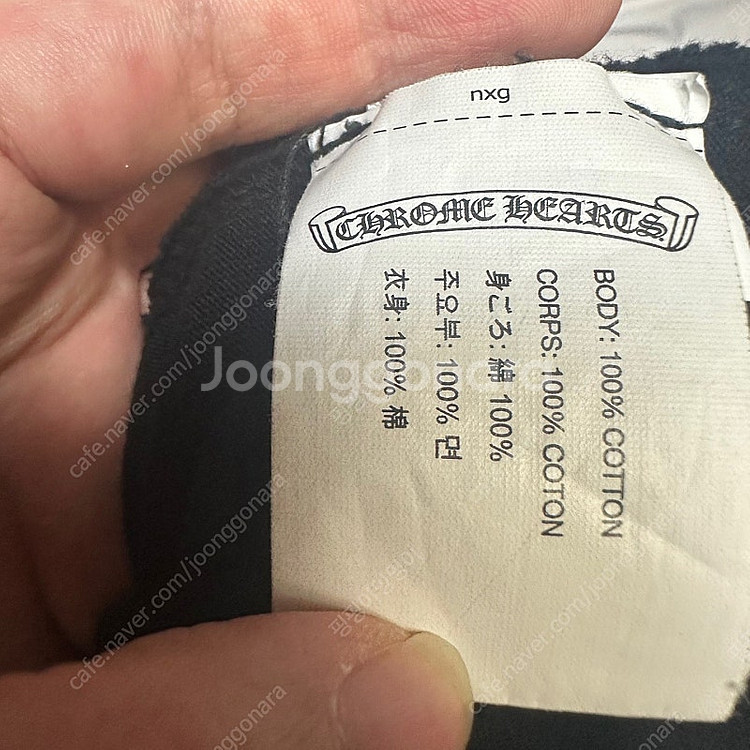 nxg
CHROME HEARTS
BODY: 100% COTTON
CORPS: 100% COTON
身ごろ: 綿 100%
주요부: 100% 면
衣身: 100% 棉
Joonggonara
cafe.naver.com/joonggonara